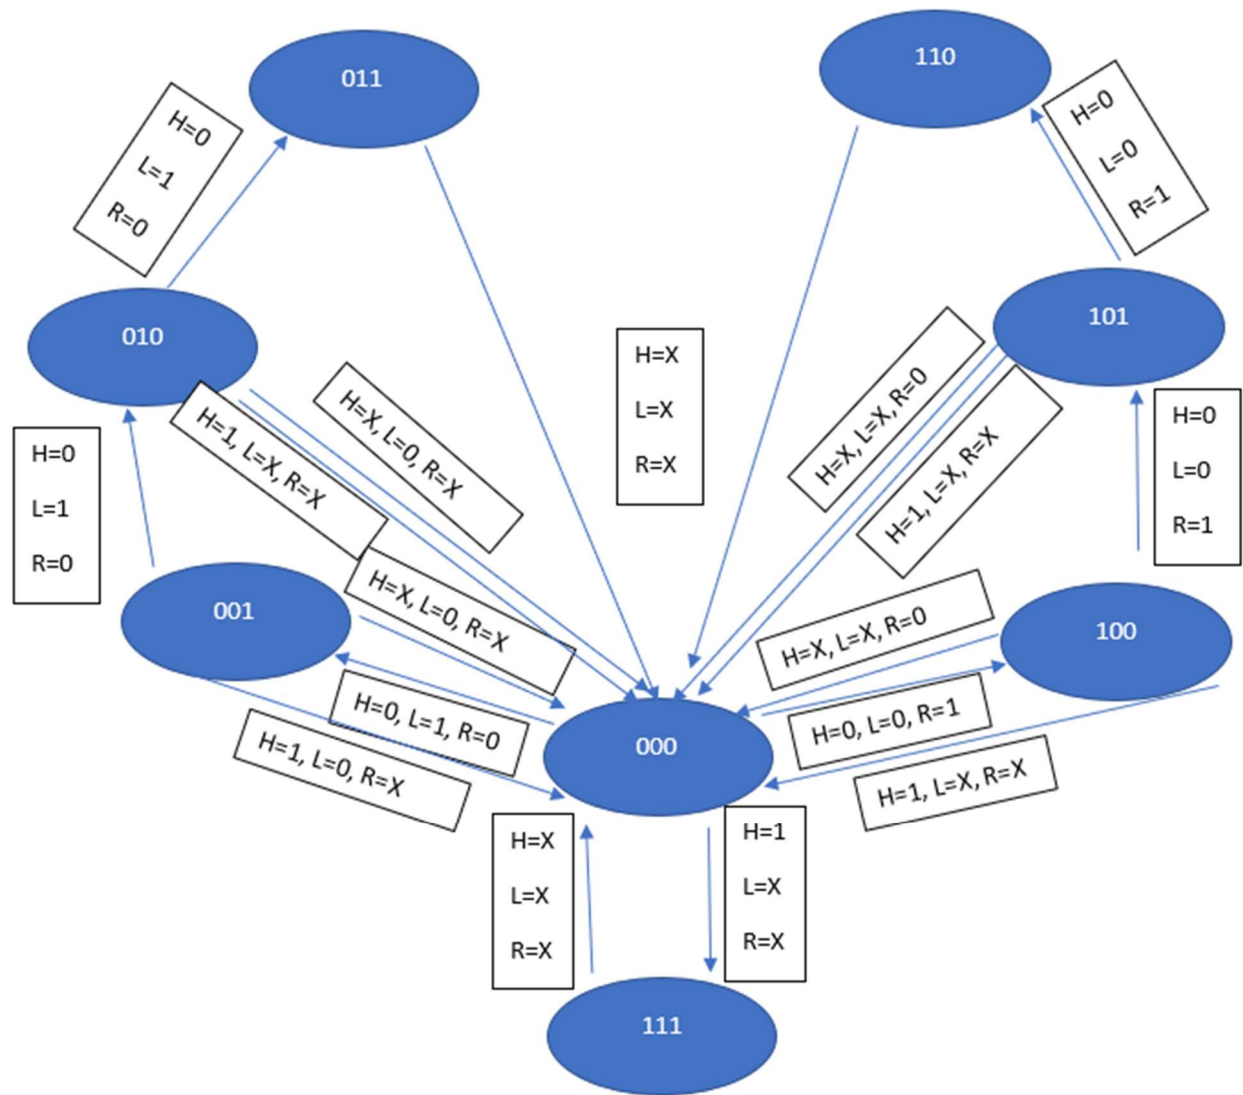 011
110
H=0
L=1
R=0
H=0
L=0
R=1
010
101
H=X
L=X
R=X
H=1, L=X, R=X
H=X, L=0, R=X
H=X, L=X, R=0
H=1, L=X, R=X
H=0
L=1
R=0
H=0
L=0
R=1
001
100
H=X, L=0, R=X
H=X, L=X, R=0
H=0, L=1, R=0
H=0, L=0, R=1
H=1, L=0, R=X
H=1, L=X, R=X
000
H=X
L=X
R=X
H=1
L=X
R=X
111